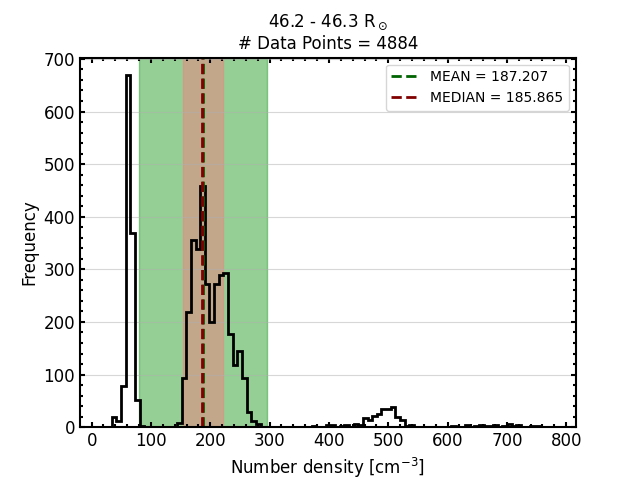 46.2 - 46.3 R⊙
# Data Points = 4884
MEAN = 187.207
MEDIAN = 185.865
Frequency
700
600
500
400
300
200
100
0
0 100 200 300 400 500 600 700 800
Number density [cm⁻³]